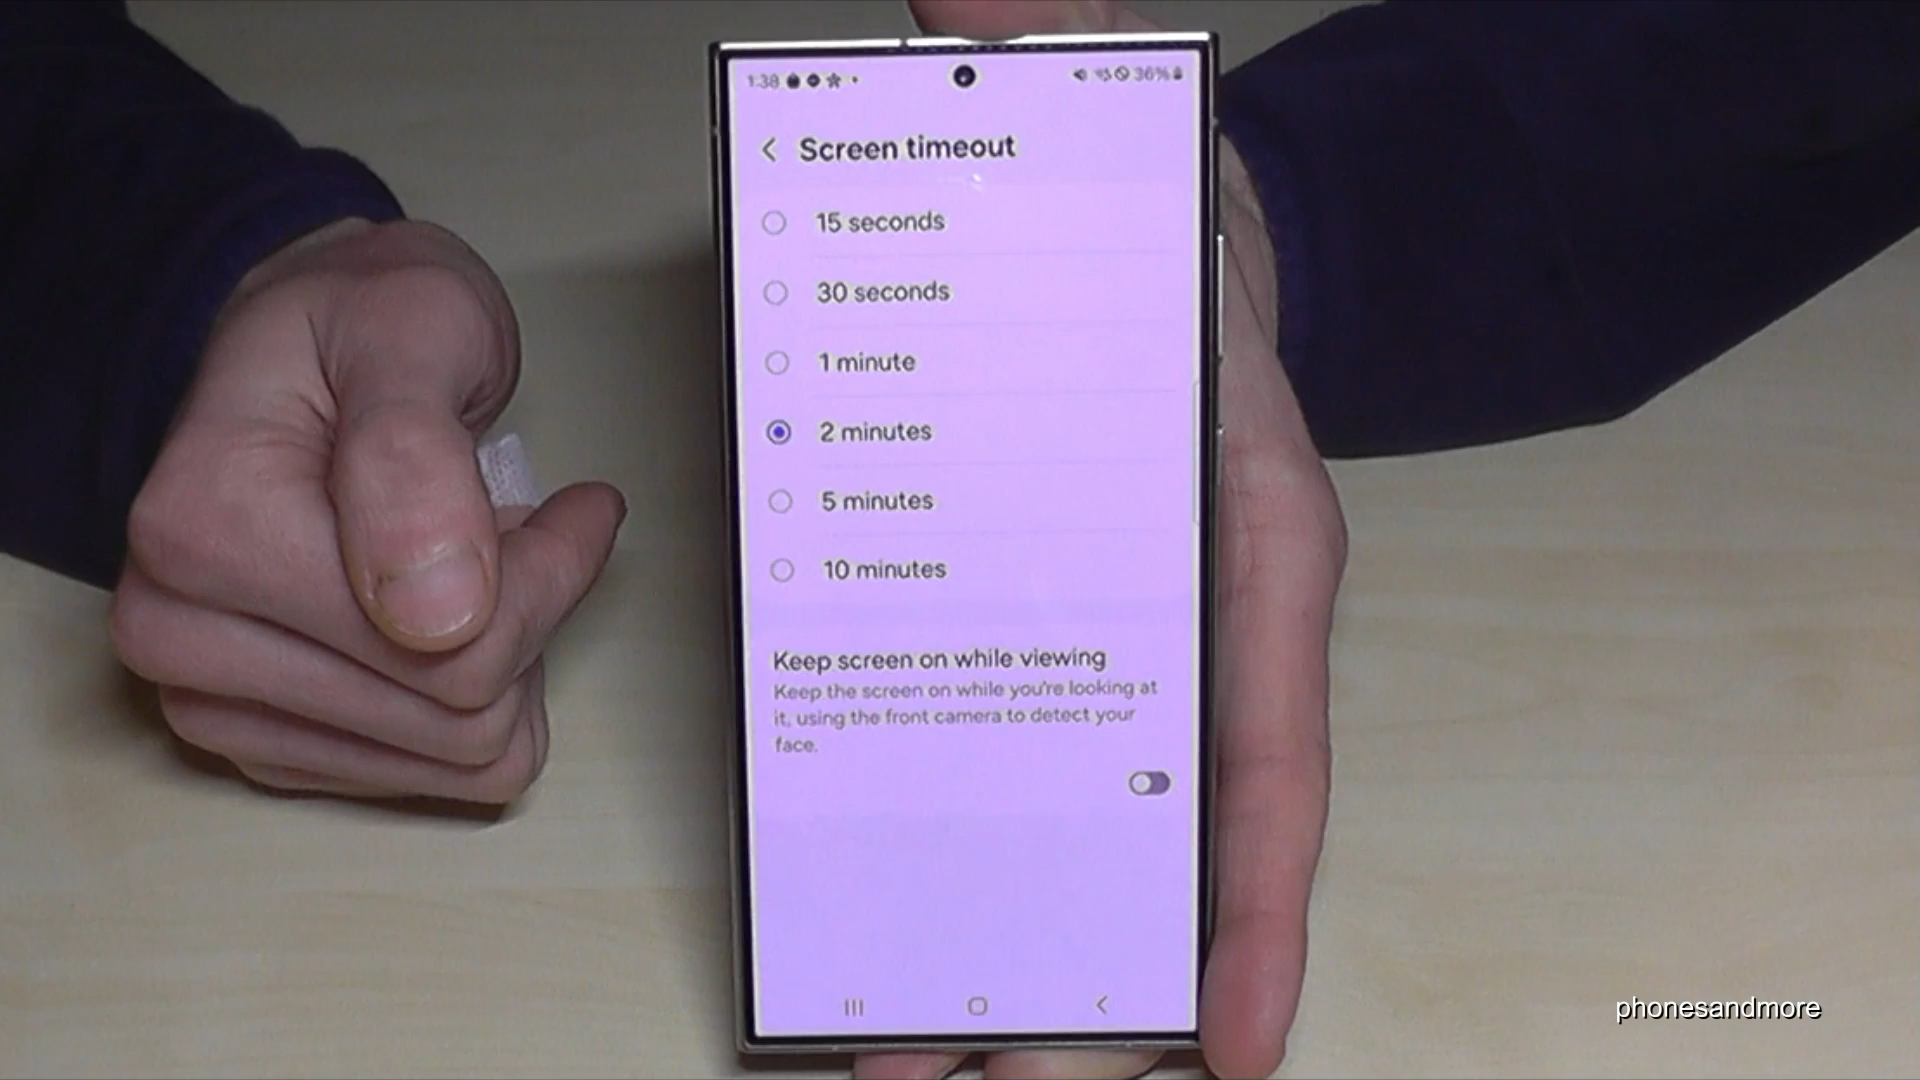 1:38
36%
Screen timeout
15 seconds
30 seconds
1 minute
2 minutes
5 minutes
10 minutes
Keep screen on while viewing
Keep the screen on while you're looking at
it, using the front camera to detect your
face.
phonesandmore